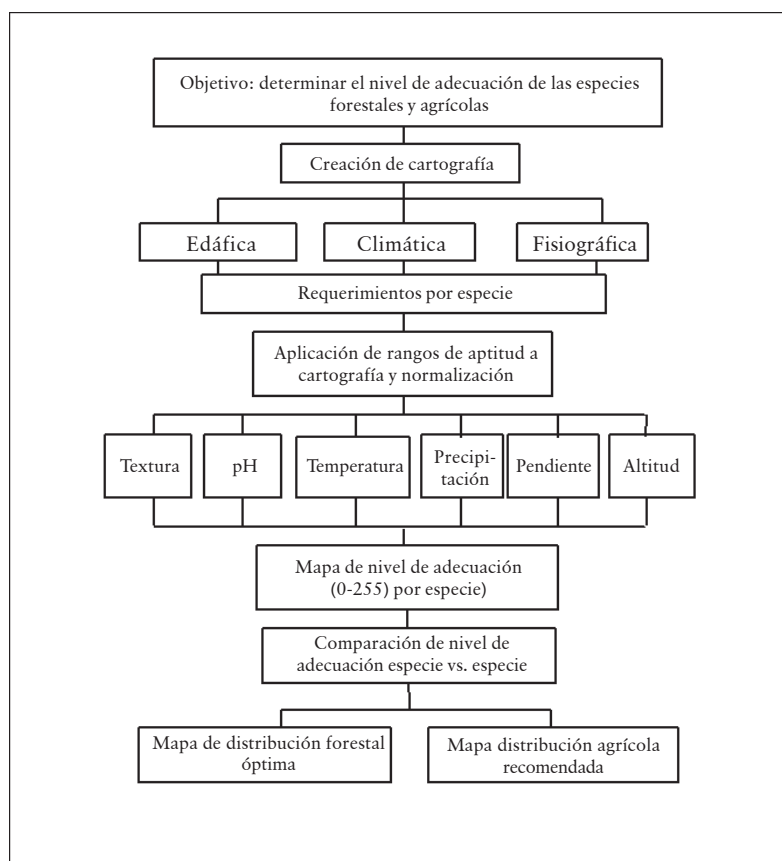 Objetivo: determinar el nivel de adecuación de las especies
forestales y agrícolas
Creación de cartografía
Edáfica
Climática
Fisiográfica
Requerimientos por especie
Aplicación de rangos de aptitud a
cartografía y normalización
Textura
pH
Temperatura
Precipi-
tación
Pendiente
Altitud
Mapa de nivel de adecuación
(0-255) por especie)
Comparación de nivel de
adecuación especie vs. especie
Mapa de distribución forestal
óptima
Mapa distribución agrícola
recomendada